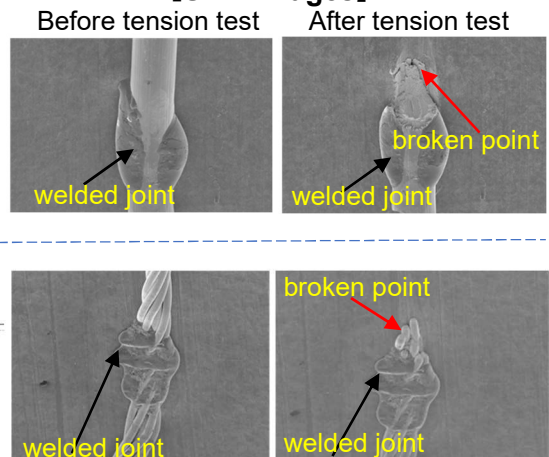 Before tension test
After tension test
broken point
welded joint
welded joint
broken point
welded joint
welded joint